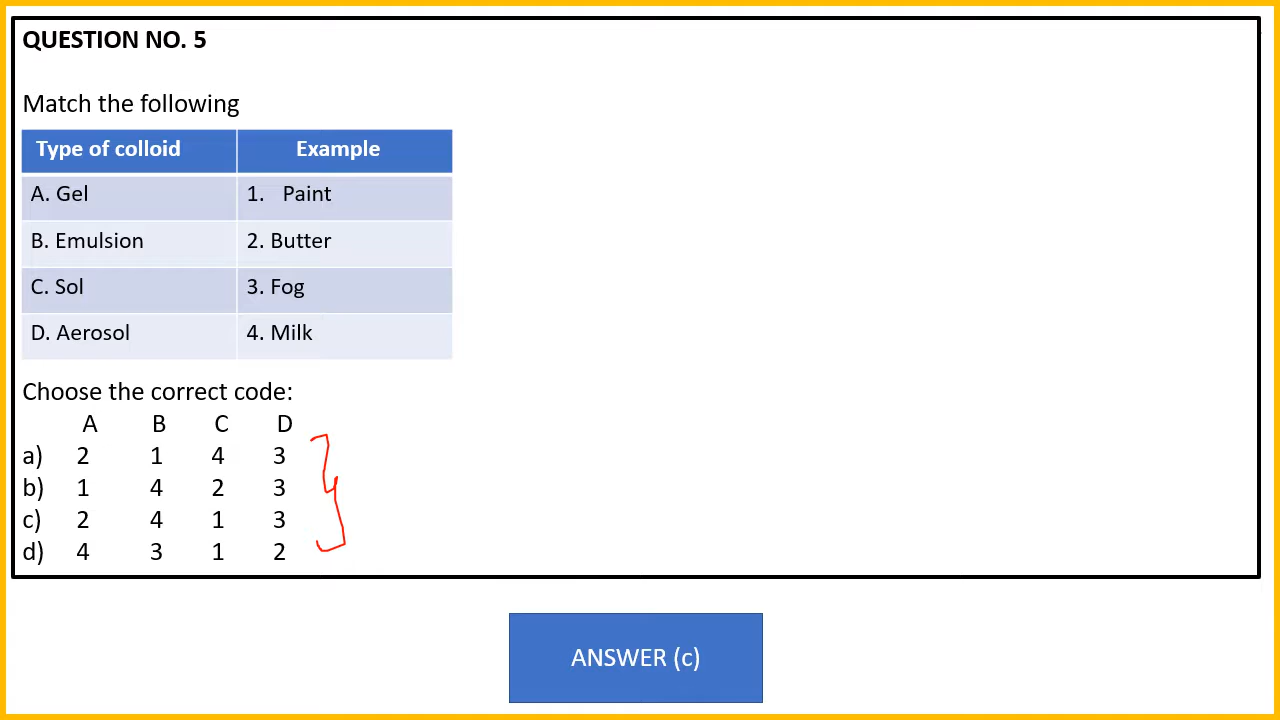 QUESTION NO. 5
Match the following
Type of colloid Example
A. Gel 1. Paint
B. Emulsion 2. Butter
C. Sol 3. Fog
D. Aerosol 4. Milk
Choose the correct code:
A B C D
a) 2 1 4 3
b) 1 4 2 3
c) 2 4 1 3
d) 4 3 1 2
ANSWER (c)